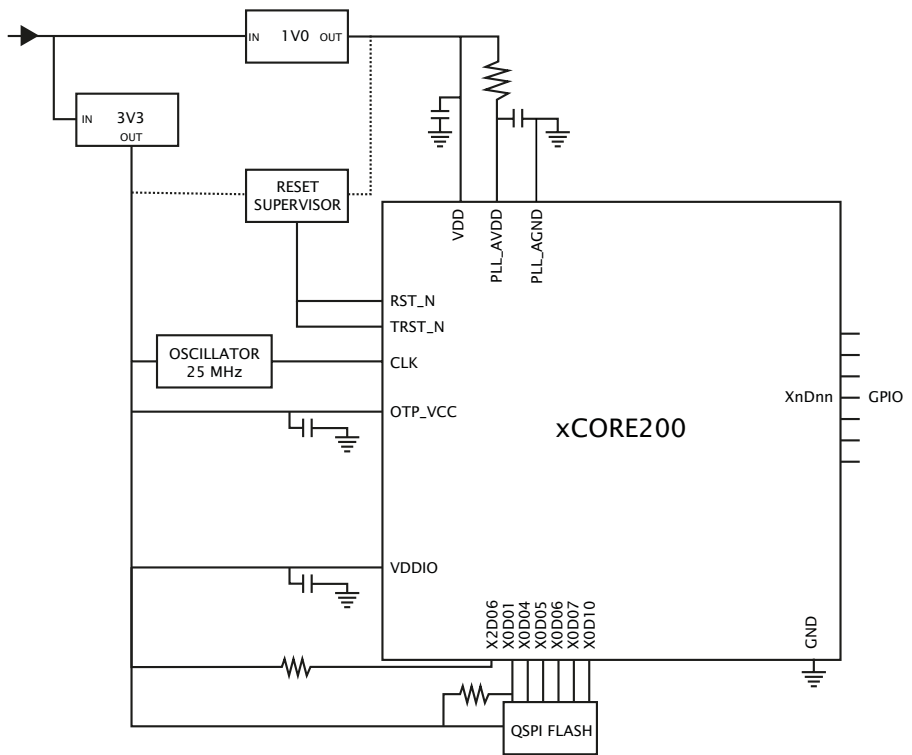 IN 1V0 OUT
IN 3V3
OUT
RESET
SUPERVISOR
VDD
PLL_AVDD
PLL_AGND
RST_N
TRST_N
OSCILLATOR
25 MHz
CLK
XnDnn GPIO
OTP_VCC
xCORE200
VDDIO
X2D06
X0D01
X0D04
X0D05
X0D06
X0D07
X0D10
GND
QSPI FLASH